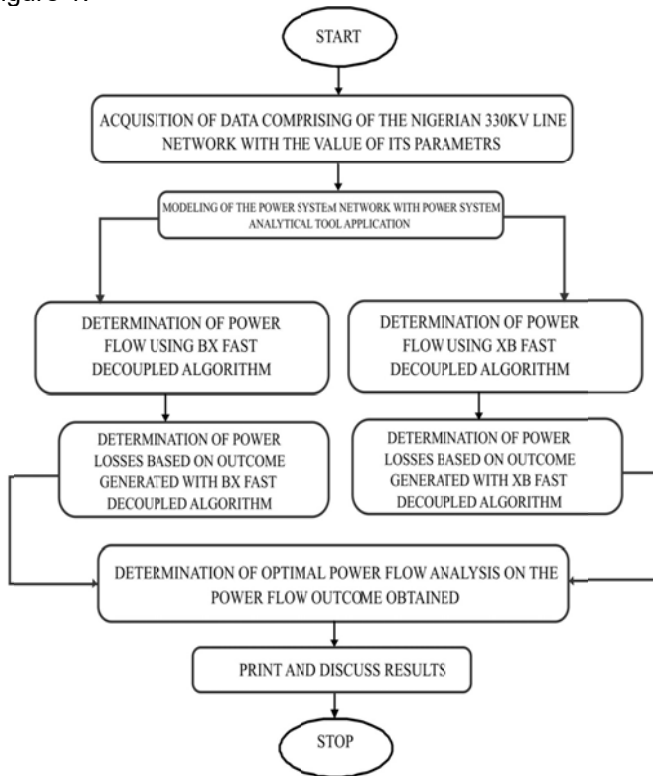 START
ACQUISITION OF DATA COMPRISING OF THE NIGERIAN 330KV LINE
NETWORK WITH THE VALUE OF ITS PARAMETRS
MODELING OF THE POWER SYSTEM NETWORK WITH POWER SYSTEM
ANALYTICAL TOOL APPLICATION
DETERMINATION OF POWER
FLOW USING BX FAST
DECOUPLED ALGORITHM
DETERMINATION OF POWER
FLOW USING XB FAST
DECOUPLED ALGORITHM
DETERMINATION OF POWER
LOSSES BASED ON OUTCOME
GENERATED WITH BX FAST
DECOUPLED ALGORITHM
DETERMINATION OF POWER
LOSSES BASED ON OUTCOME
GENERATED WITH XB FAST
DECOUPLED ALGORITHM
DETERMINATION OF OPTIMAL POWER FLOW ANALYSIS ON THE
POWER FLOW OUTCOME OBTAINED
PRINT AND DISCUSS RESULTS
STOP